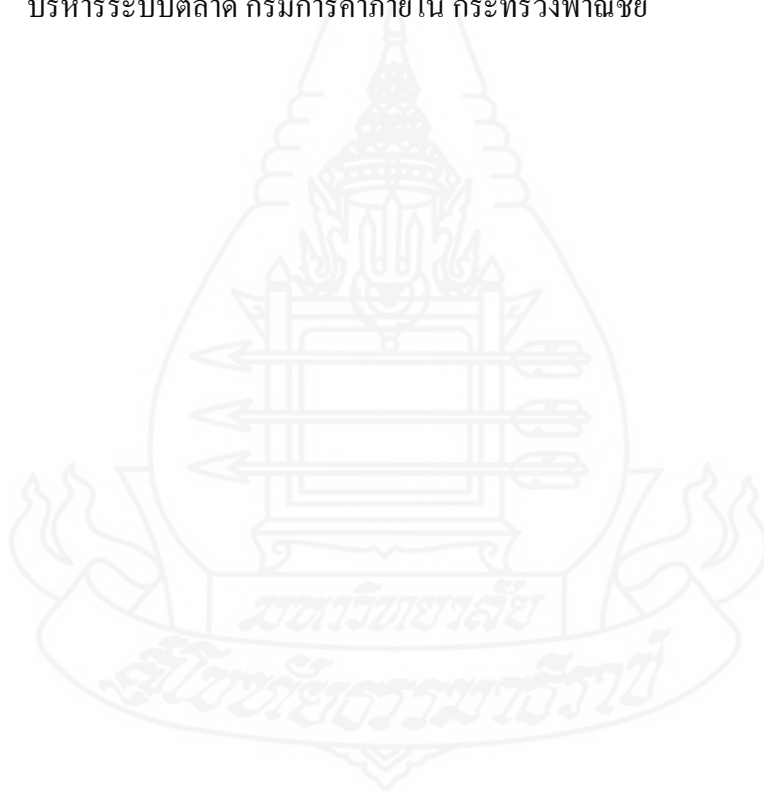 บริหารระบบตลาด กรมการค้าภายใน กระทรวงพาณิชย์
มหาวิทยาลัย
สุโขทัยธรรมาธิราช